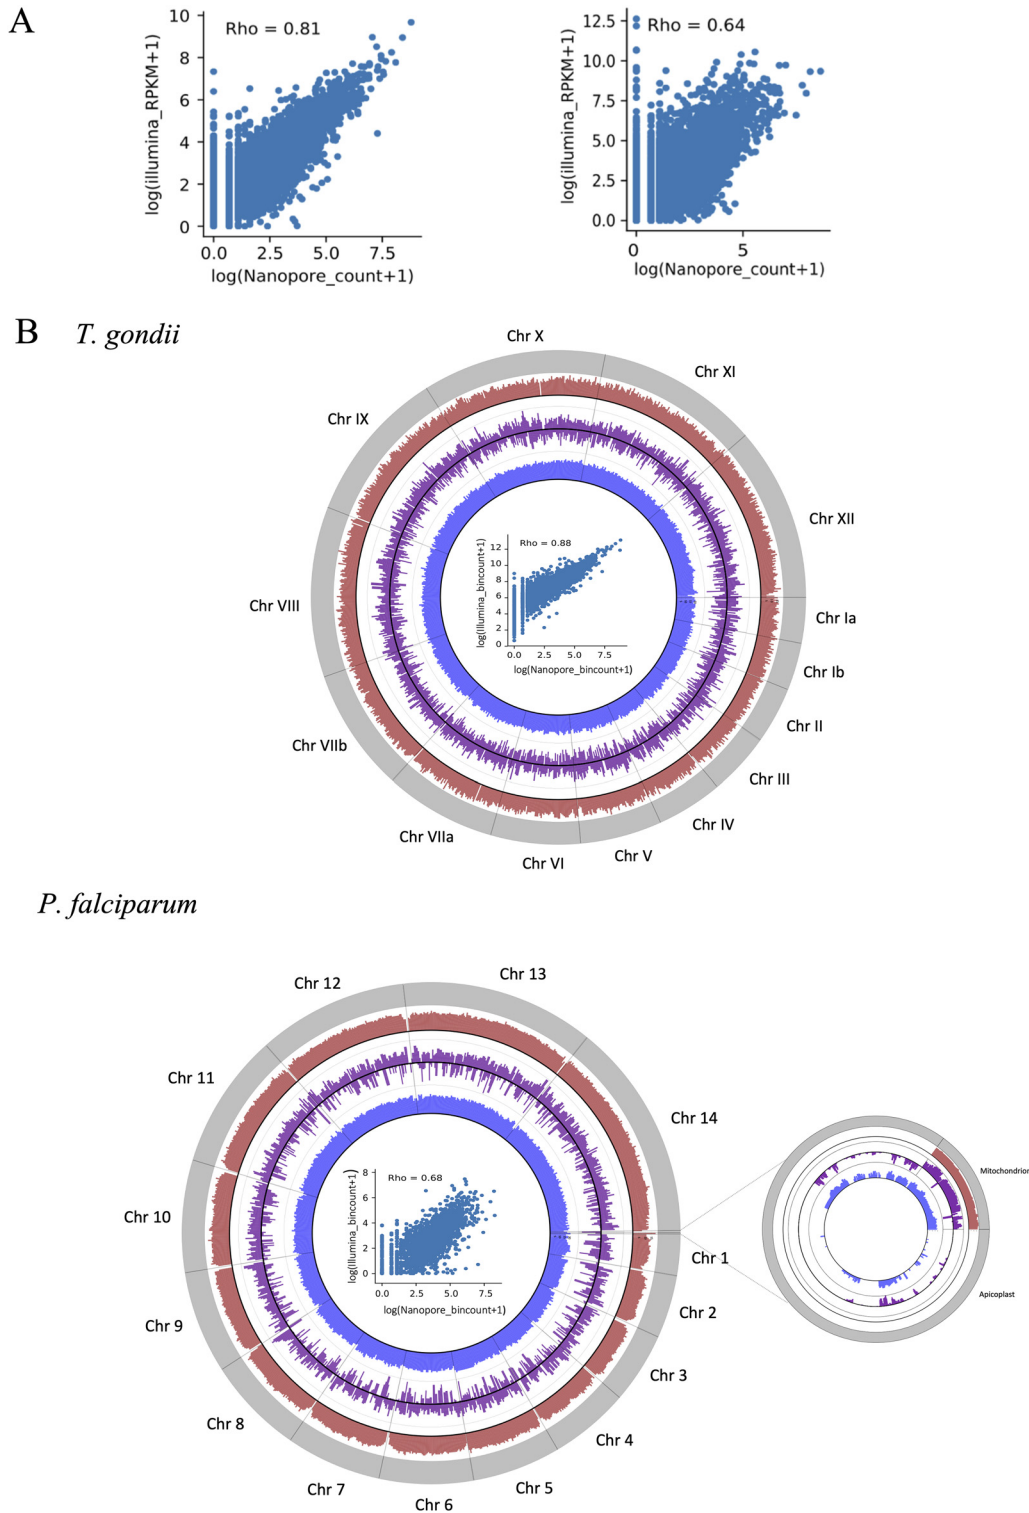 A
Rho = 0.81
log(illumina_RPKM+1)
10
8
6
4
2
0
0.0 2.5 5.0 7.5
log(Nanopore_count+1)
Rho = 0.64
log(illumina_RPKM+1)
12.5
10.0
7.5
5.0
2.5
0.0
0 5
log(Nanopore_count+1)
B T. gondii
Chr X
Chr XI
Chr IX
Chr XII
Chr VIII
Chr Ia
Chr Ib
Chr II
Chr VIIb
Chr III
Chr VIIa
Chr IV
Chr V
Chr VI
Rho = 0.88
log(Illumina_bincount+1)
12
10
8
6
4
2
0
0.0 2.5 5.0 7.5
log(Nanopore_bincount+1)
P. falciparum
Chr 13
Chr 12
Chr 11
Chr 14
Chr 10
Chr 1
Chr 2
Chr 9
Chr 3
Chr 8
Chr 4
Chr 7
Chr 5
Chr 6
Rho = 0.68
log(Illumina_bincount+1)
8
6
4
2
0
0.0 2.5 5.0 7.5
log(Nanopore_bincount+1)
Mitochondrion
Apicoplast